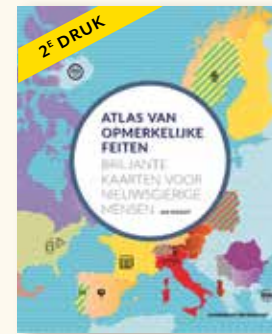 2E DRUK
ATLAS VAN
OPMERKELIJKE
FEITEN
BRILJANTE
KAARTEN VOOR
NIEUWSGIERIGE
MENSEN